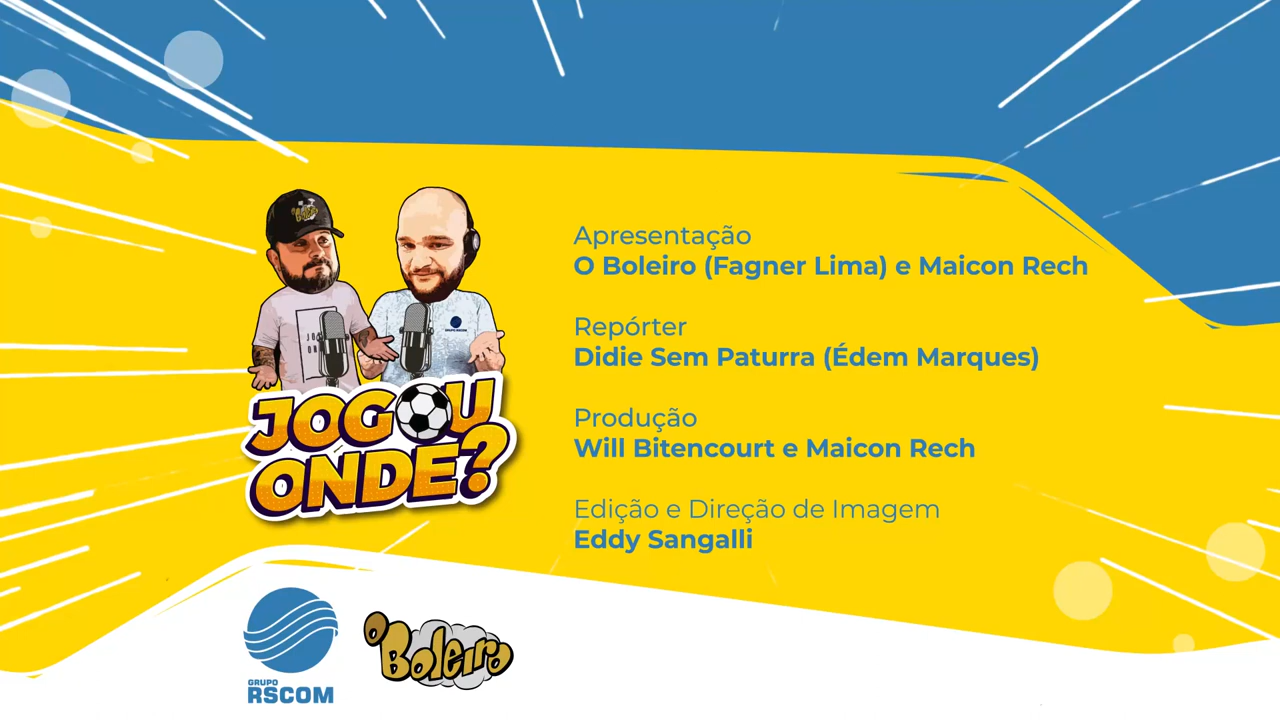 Apresentação
O Boleiro (Fagner Lima) e Maicon Rech
Repórter
Didie Sem Paturra (Édem Marques)
Produção
Will Bitencourt e Maicon Rech
Edição e Direção de Imagem
Eddy Sangalli
JOGOU
ONDE?
GRUPO
RSCOM
O Boleiro